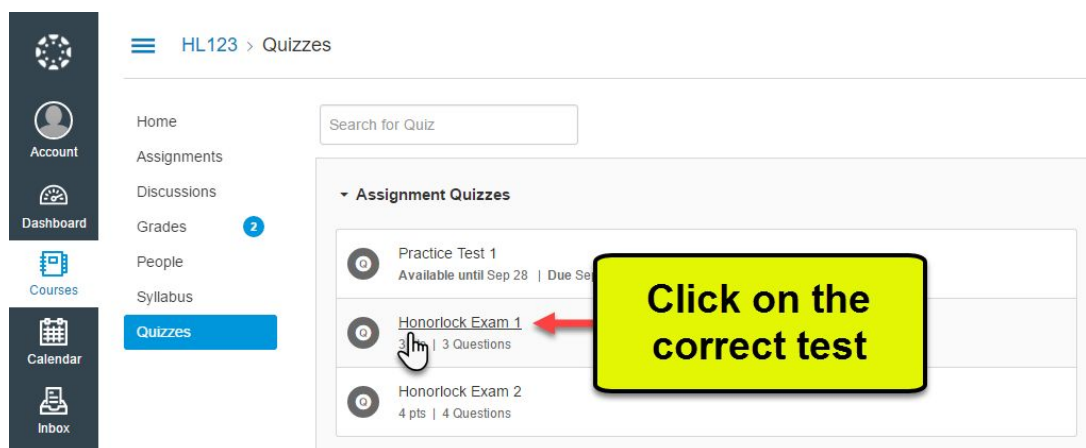 HL123 > Quizzes
Account
Dashboard
Courses
Calendar
Inbox
Home
Assignments
Discussions
Grades 2
People
Syllabus
Quizzes
Search for Quiz
Assignment Quizzes
Q
Practice Test 1
Available until Sep 28 | Due Sep
Q
Honorlock Exam 1
| 3 Questions
Q
Honorlock Exam 2
4 pts | 4 Questions
Click on the
correct test